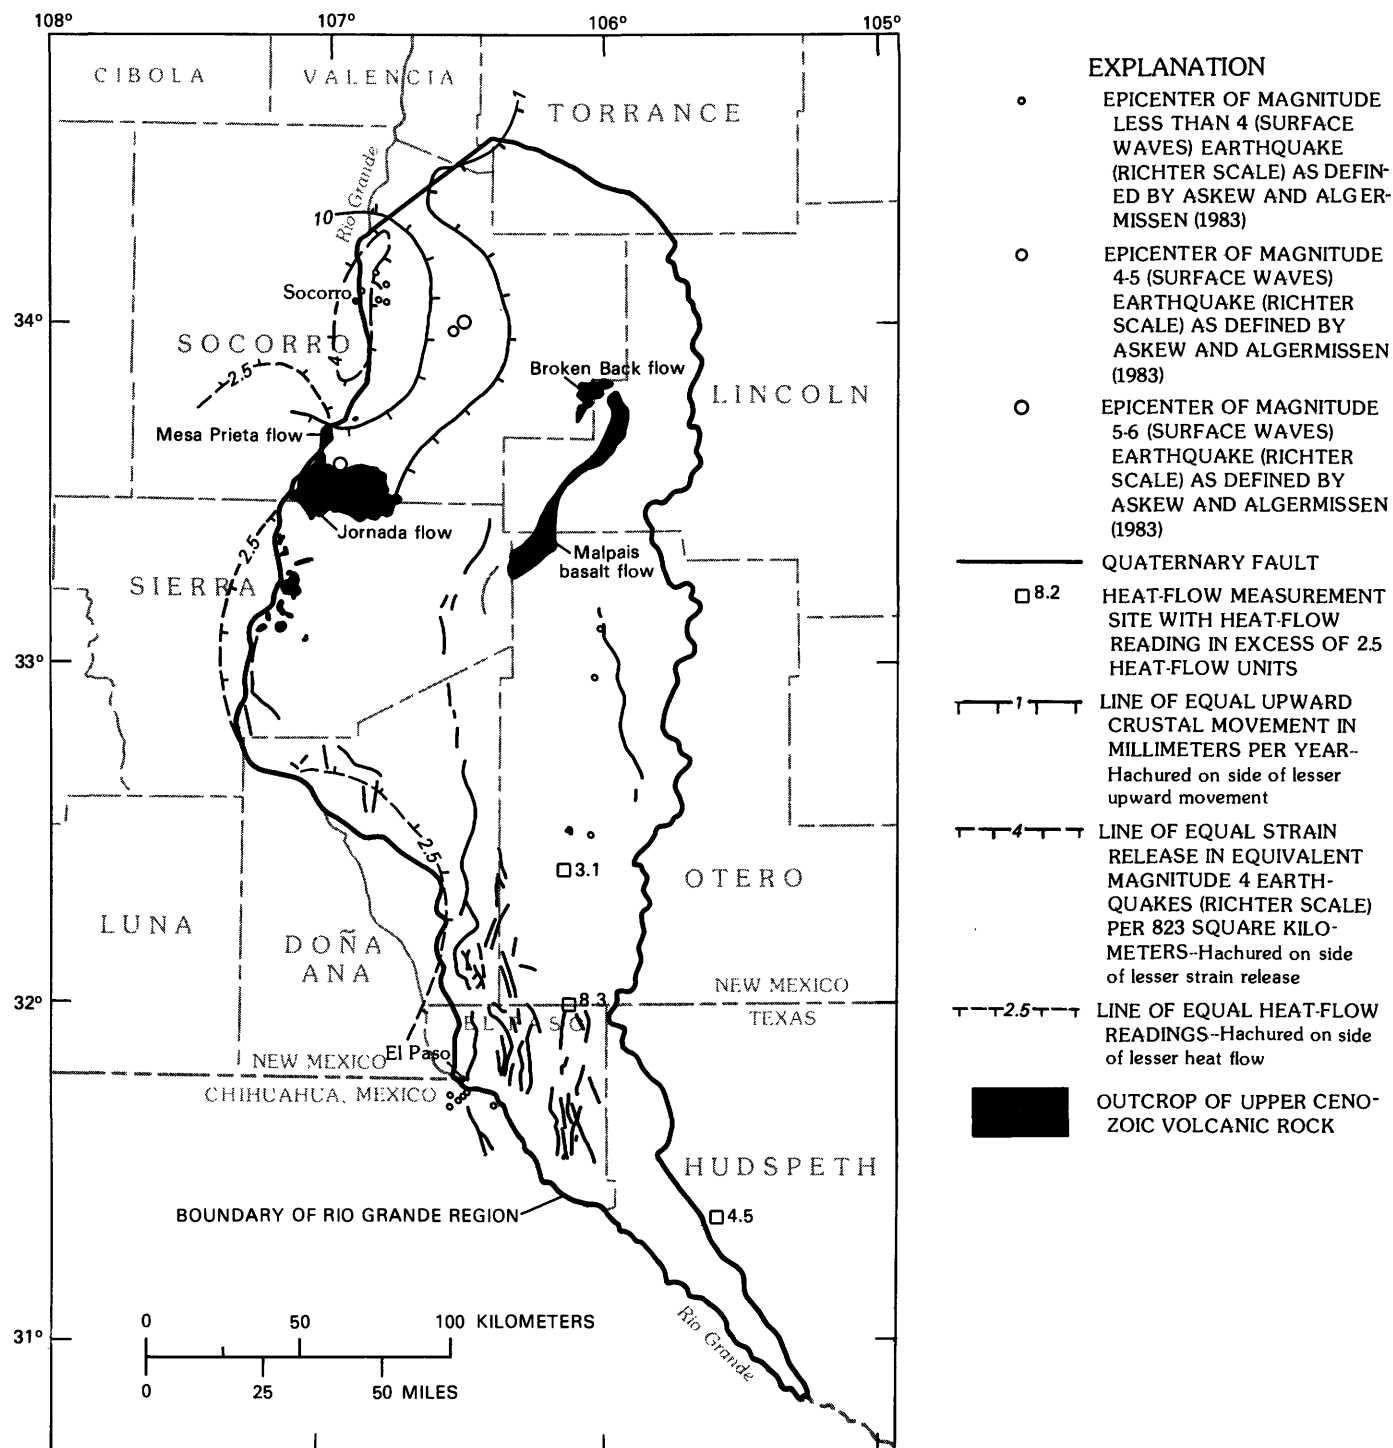 108°
107°
106°
105°
CIBOLA
VALENCIA
1
TORRANCE
Rio Grande
10
Socorro
34°
SOCORRO
4
2.5
Broken Back flow
LINCOLN
Mesa Prieta flow
Jornada flow
Malpais
basalt flow
2.5
SIERRA
33°
2.5
3.1
OTERO
LUNA
DOÑA
ANA
8.3
NEW MEXICO
32°
EL PASO
TEXAS
El Paso
NEW MEXICO
CHIHUAHUA, MEXICO
HUDSPETH
BOUNDARY OF RIO GRANDE REGION
4.5
Rio Grande
31°
0 50 100 KILOMETERS
0 25 50 MILES
EXPLANATION
EPICENTER OF MAGNITUDE
LESS THAN 4 (SURFACE
WAVES) EARTHQUAKE
(RICHTER SCALE) AS DEFIN-
ED BY ASKEW AND ALGER-
MISSEN (1983)
EPICENTER OF MAGNITUDE
4-5 (SURFACE WAVES)
EARTHQUAKE (RICHTER
SCALE) AS DEFINED BY
ASKEW AND ALGERMISSEN
(1983)
EPICENTER OF MAGNITUDE
5-6 (SURFACE WAVES)
EARTHQUAKE (RICHTER
SCALE) AS DEFINED BY
ASKEW AND ALGERMISSEN
(1983)
QUATERNARY FAULT
8.2 HEAT-FLOW MEASUREMENT
SITE WITH HEAT-FLOW
READING IN EXCESS OF 2.5
HEAT-FLOW UNITS
1 LINE OF EQUAL UPWARD
CRUSTAL MOVEMENT IN
MILLIMETERS PER YEAR--
Hachured on side of lesser
upward movement
4 LINE OF EQUAL STRAIN
RELEASE IN EQUIVALENT
MAGNITUDE 4 EARTH-
QUAKES (RICHTER SCALE)
PER 823 SQUARE KILO-
METERS--Hachured on side
of lesser strain release
2.5 LINE OF EQUAL HEAT-FLOW
READINGS--Hachured on side
of lesser heat flow
OUTCROP OF UPPER CENO-
ZOIC VOLCANIC ROCK